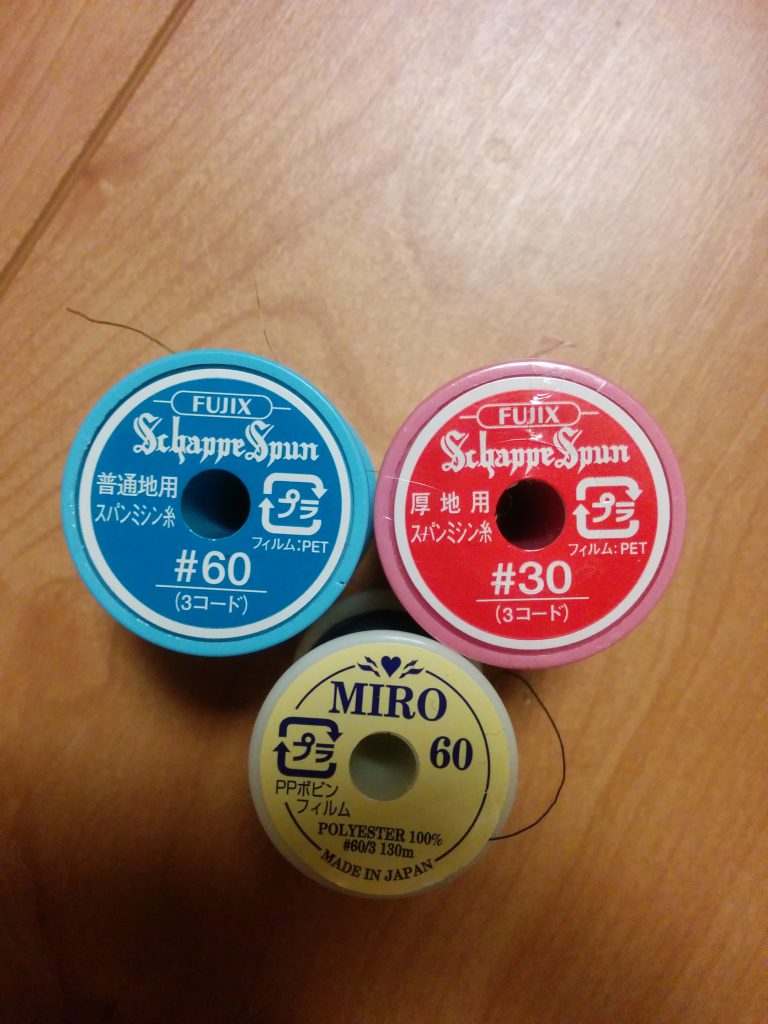 FUJIX
Schappe Spun
普通地用
スパンミシン糸
プラ
フィルム:PET
#60
(3コード)
FUJIX
Schappe Spun
厚地用
スパンミシン糸
プラ
フィルム:PET
#30
(3コード)
MIRO
60
プラ
PPボビン
フィルム
POLYESTER 100%
#60/3 130m
MADE IN JAPAN